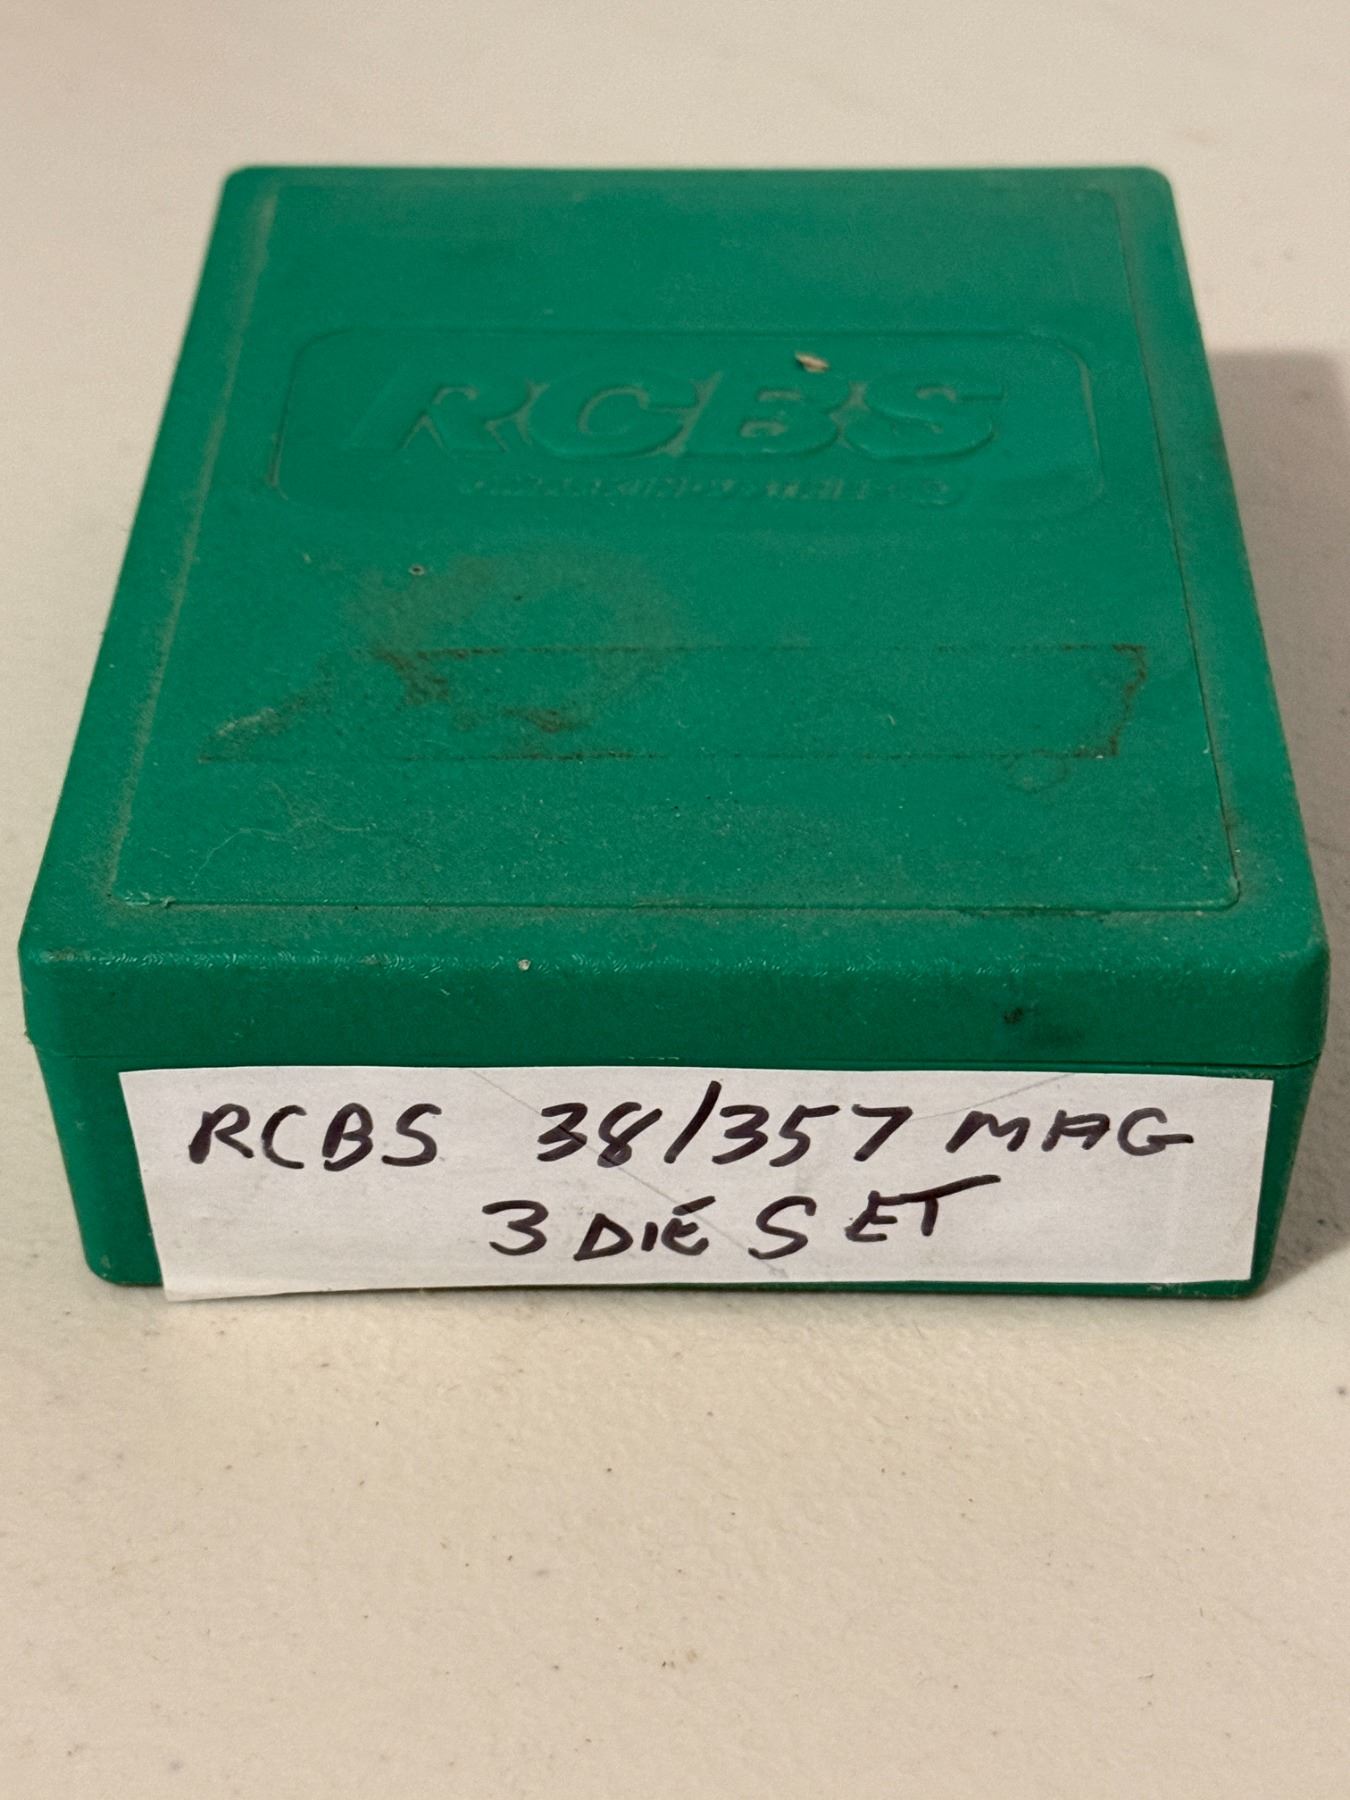 RCBS
RCBS 38/357 MAG
3 DIE SET